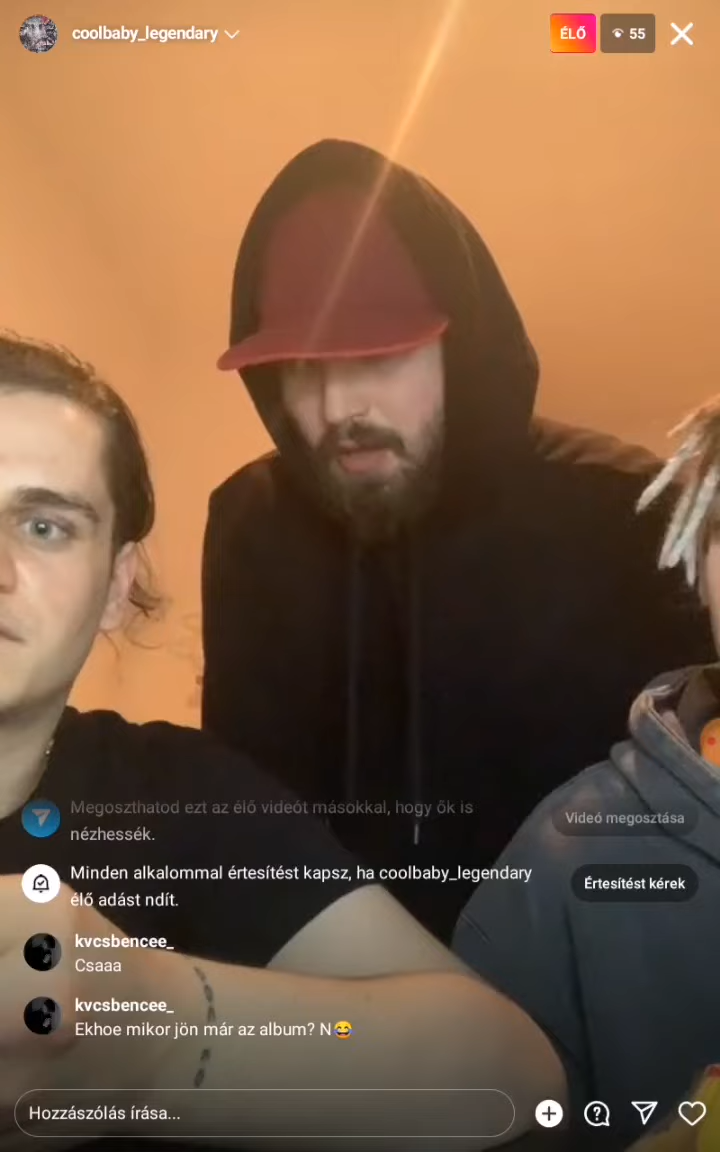 coolbaby_legendary
ÉLŐ
55
Megoszthatod ezt az élő videót másokkal, hogy ők is
nézhessék.
Videó megosztása
Minden alkalommal értesítést kapsz, ha coolbaby_legendary
élő adást ndít.
Értesítést kérek
kvcsbencee_
Csaaa
kvcsbencee_
Ekhoe mikor jön már az album? N😂
Hozzászólás írása...